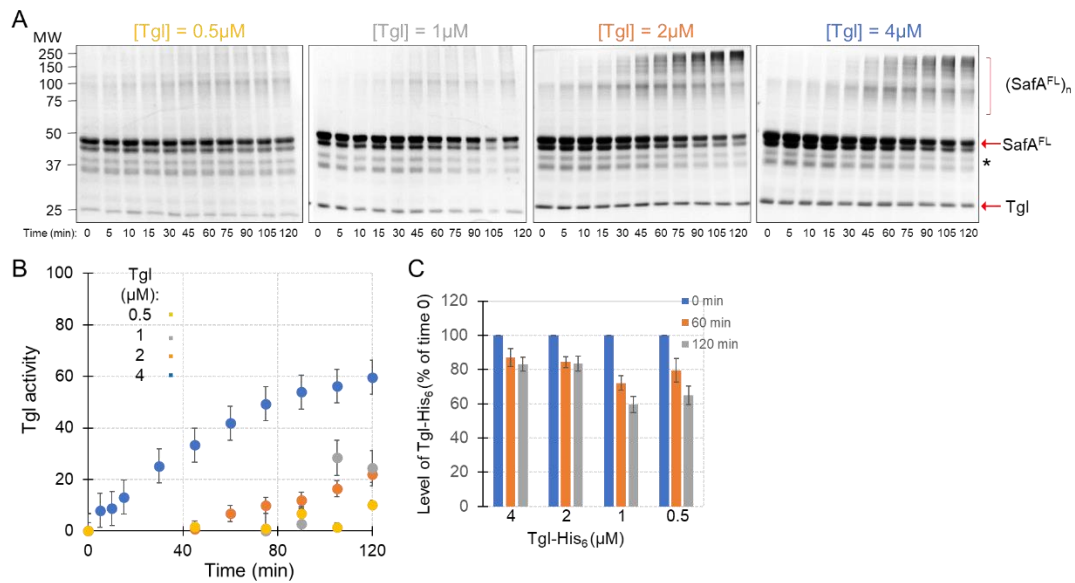 A
[Tgl] = 0.5µM
[Tgl] = 1µM
[Tgl] = 2µM
[Tgl] = 4µM
MW
250
150
100
75
50
37
25
(SafA^FL)n
SafA^FL
*
Tgl
Time (min): 0 5 10 15 30 45 60 75 90 105 120
0 5 10 15 30 45 60 75 90 105 120
0 5 10 15 30 45 60 75 90 105 120
0 5 10 15 30 45 60 75 90 105 120
B
Tgl
(µM):
0.5
1
2
4
Tgl activity
100
80
60
40
20
0
0 40 80 120
Time (min)
C
Level of Tgl-His6 (% of time 0)
120
100
80
60
40
20
0
0 min
60 min
120 min
4 2 1 0.5
Tgl-His6 (µM)